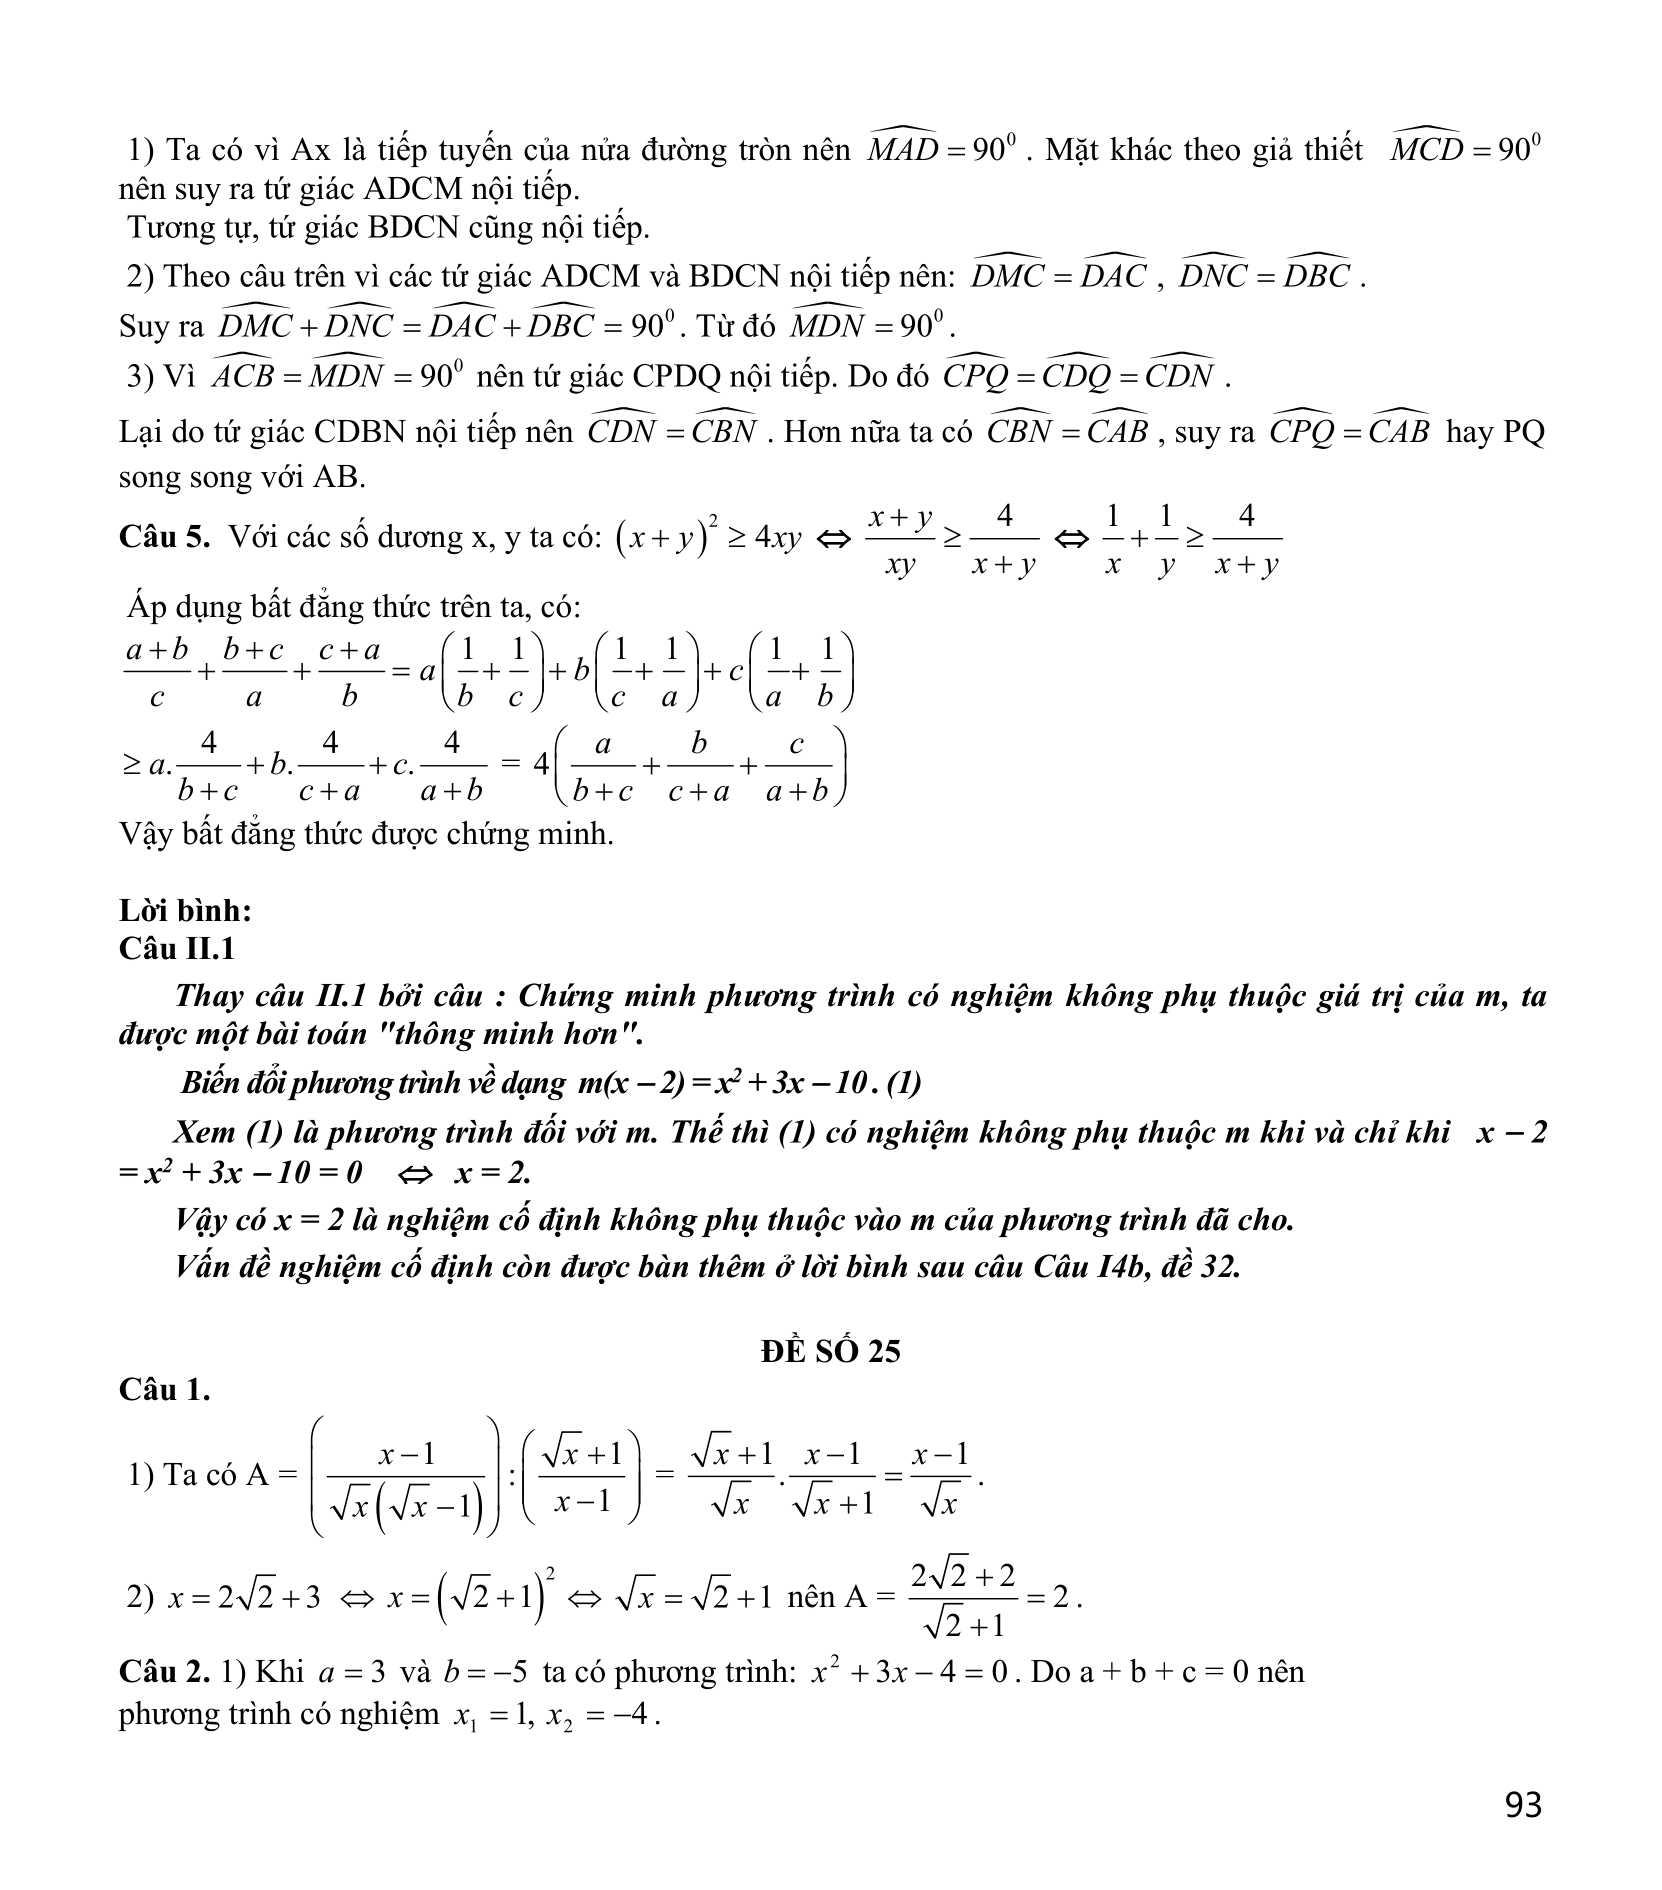 1) Ta có vì Ax là tiếp tuyến của nửa đường tròn nên $\widehat{MAD} = 90^0$ . Mặt khác theo giả thiết $\widehat{MCD} = 90^0$
nên suy ra tứ giác ADCM nội tiếp.
Tương tự, tứ giác BDCN cũng nội tiếp.
2) Theo câu trên vì các tứ giác ADCM và BDCN nội tiếp nên: $\widehat{DMC} = \widehat{DAC}$ , $\widehat{DNC} = \widehat{DBC}$ .
Suy ra $\widehat{DMC} + \widehat{DNC} = \widehat{DAC} + \widehat{DBC} = 90^0$. Từ đó $\widehat{MDN} = 90^0$.
3) Vì $\widehat{ACB} = \widehat{MDN} = 90^0$ nên tứ giác CPDQ nội tiếp. Do đó $\widehat{CPQ} = \widehat{CDQ} = \widehat{CDN}$ .
Lại do tứ giác CDBN nội tiếp nên $\widehat{CDN} = \widehat{CBN}$ . Hơn nữa ta có $\widehat{CBN} = \widehat{CAB}$ , suy ra $\widehat{CPQ} = \widehat{CAB}$ hay PQ
song song với AB.
Câu 5. Với các số dương x, y ta có: $(x+y)^2 \geq 4xy \Leftrightarrow \frac{x+y}{xy} \geq \frac{4}{x+y} \Leftrightarrow \frac{1}{x} + \frac{1}{y} \geq \frac{4}{x+y}$
Áp dụng bất đẳng thức trên ta, có:
$\frac{a+b}{c} + \frac{b+c}{a} + \frac{c+a}{b} = a\left(\frac{1}{b} + \frac{1}{c}\right) + b\left(\frac{1}{c} + \frac{1}{a}\right) + c\left(\frac{1}{a} + \frac{1}{b}\right)$
$\geq a.\frac{4}{b+c} + b.\frac{4}{c+a} + c.\frac{4}{a+b} = 4\left(\frac{a}{b+c} + \frac{b}{c+a} + \frac{c}{a+b}\right)$
Vậy bất đẳng thức được chứng minh.
Lời bình:
Câu II.1
Thay câu II.1 bởi câu : Chứng minh phương trình có nghiệm không phụ thuộc giá trị của m, ta
được một bài toán "thông minh hơn".
Biến đổi phương trình về dạng m(x – 2) = x² + 3x – 10. (1)
Xem (1) là phương trình đối với m. Thế thì (1) có nghiệm không phụ thuộc m khi và chỉ khi x – 2
= x² + 3x – 10 = 0 ⇔ x = 2.
Vậy có x = 2 là nghiệm cố định không phụ thuộc vào m của phương trình đã cho.
Vấn đề nghiệm cố định còn được bàn thêm ở lời bình sau câu Câu I4b, đề 32.
ĐỀ SỐ 25
Câu 1.
1) Ta có A = $\left(\frac{x-1}{\sqrt{x}(\sqrt{x}-1)}\right) : \left(\frac{\sqrt{x}+1}{x-1}\right) = \frac{\sqrt{x}+1}{\sqrt{x}}.\frac{x-1}{\sqrt{x}+1} = \frac{x-1}{\sqrt{x}}$.
2) $x = 2\sqrt{2}+3 \Leftrightarrow x = (\sqrt{2}+1)^2 \Leftrightarrow \sqrt{x} = \sqrt{2}+1$ nên A = $\frac{2\sqrt{2}+2}{\sqrt{2}+1} = 2$.
Câu 2. 1) Khi $a = 3$ và $b = -5$ ta có phương trình: $x^2 + 3x - 4 = 0$. Do a + b + c = 0 nên
phương trình có nghiệm $x_1 = 1, x_2 = -4$.
93